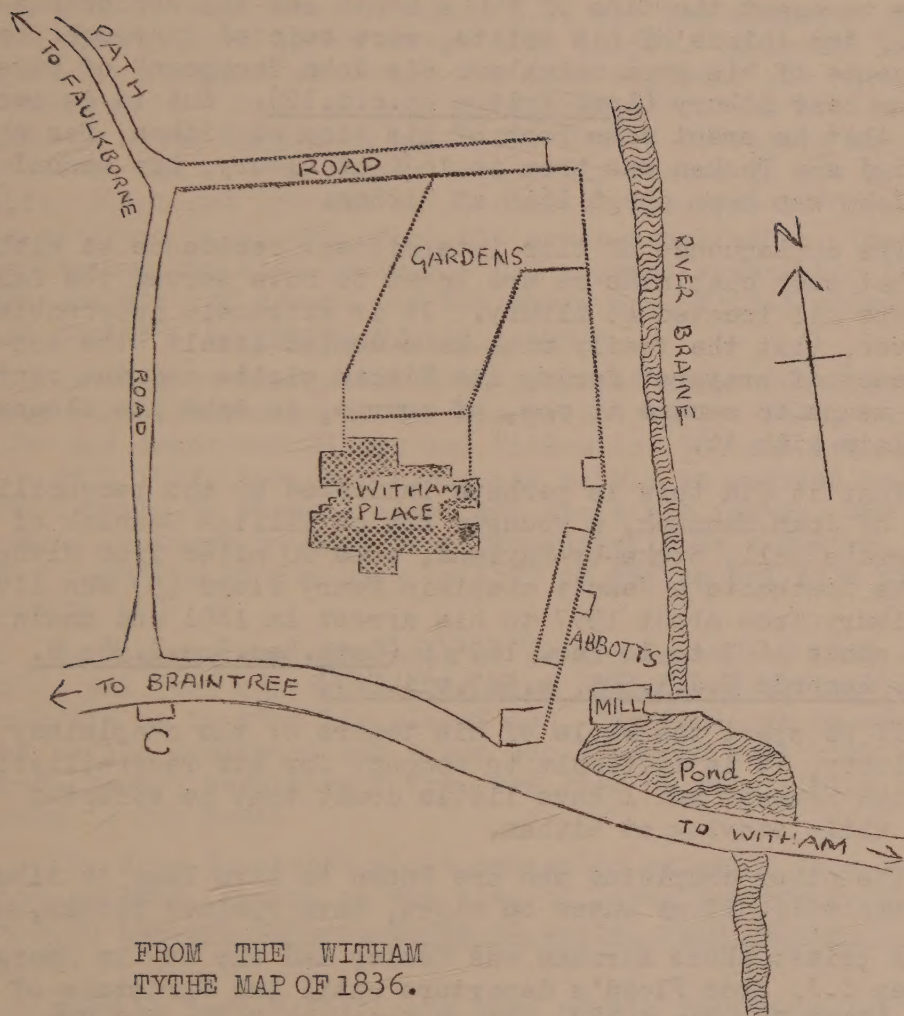 PATH
TO FAULKBORNE
ROAD
GARDENS
RIVER BRAINE
N
ROAD
WITHAM
PLACE
ABBOTTS
TO BRAINTREE
MILL
C
Pond
TO WITHAM
FROM THE WITHAM
TYTHE MAP OF 1836.